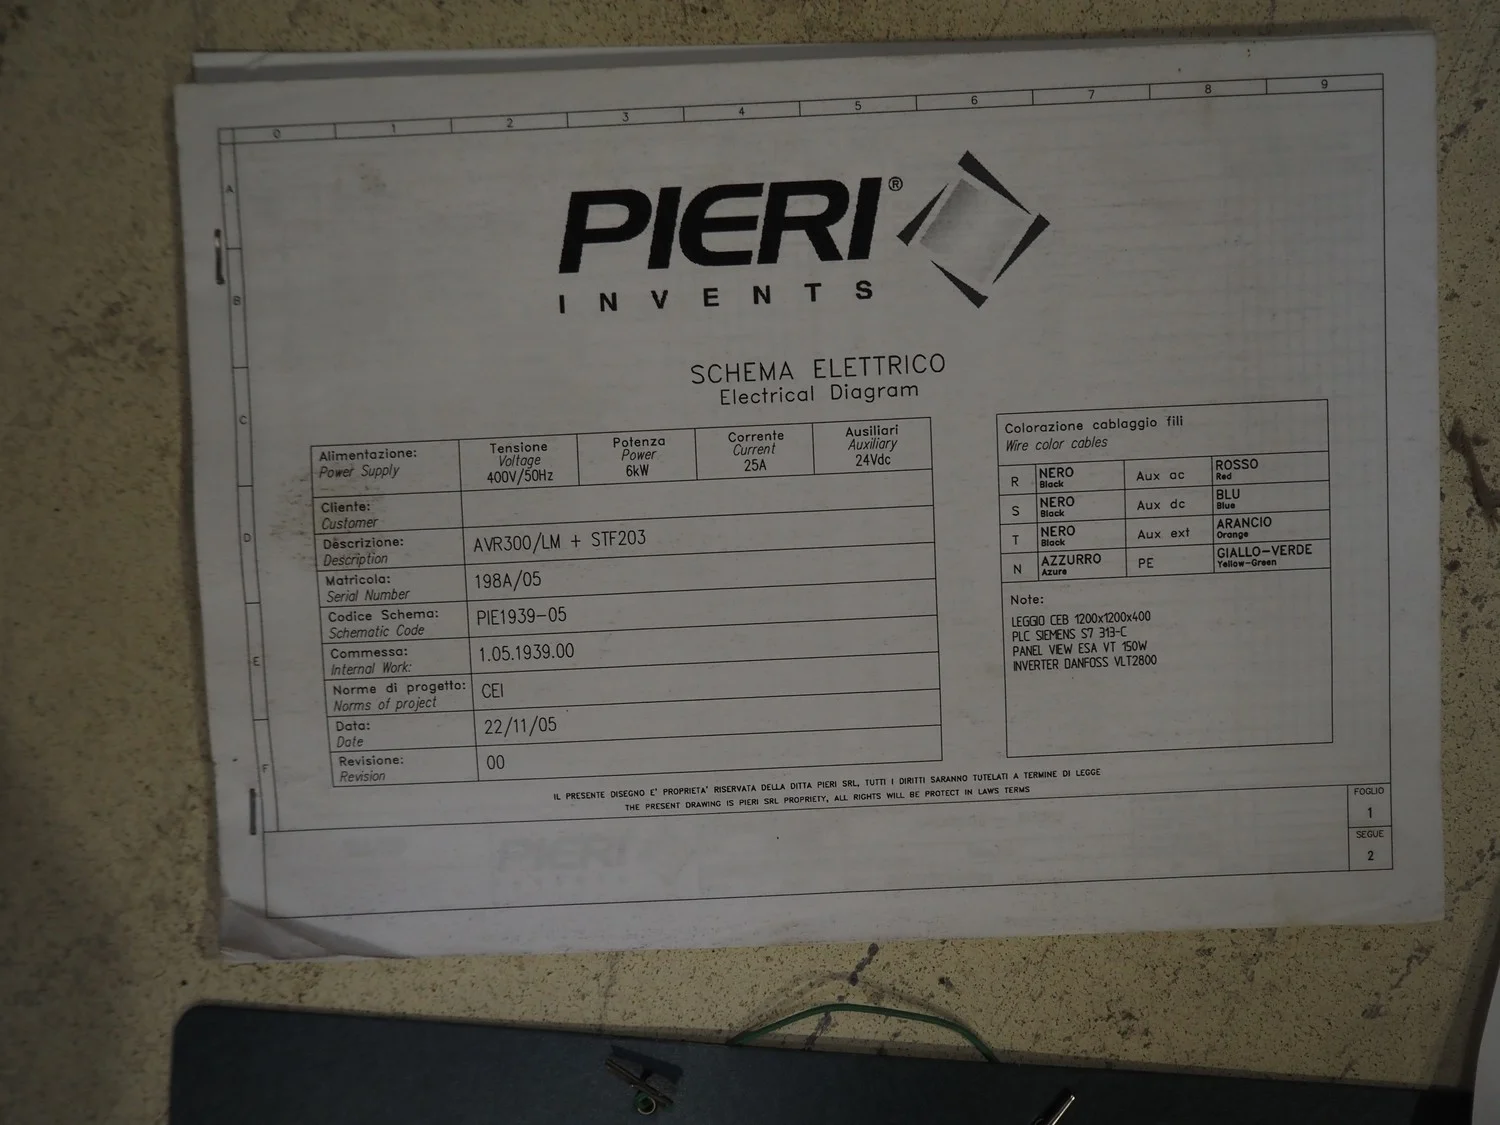 0 1 2 3 4 5 6 7 8 9
A
B
C
D
E
F
PIERI®
INVENTS
SCHEMA ELETTRICO
Electrical Diagram
Alimentazione:
Power Supply
Tensione
Voltage
400V/50Hz
Potenza
Power
6kW
Corrente
Current
25A
Ausiliari
Auxiliary
24Vdc
Cliente:
Customer
Descrizione:
Description
AVR300/LM + STF203
Matricola:
Serial Number
198A/05
Codice Schema:
Schematic Code
PIE1939-05
Commessa:
Internal Work:
1.05.1939.00
Norme di progetto:
Norms of project
CEI
Data:
Date
22/11/05
Revisione:
Revision
00
Colorazione cablaggio fili
Wire color cables
R NERO Black Aux ac ROSSO Red
S NERO Black Aux dc BLU Blue
T NERO Black Aux ext ARANCIO Orange
N AZZURRO Azure PE GIALLO-VERDE Yellow-Green
Note:
LEGGIO CEB 1200x1200x400
PLC SIEMENS S7 313-C
PANEL VIEW ESA VT 150W
INVERTER DANFOSS VLT2800
IL PRESENTE DISEGNO E' PROPRIETA' RISERVATA DELLA DITTA PIERI SRL, TUTTI I DIRITTI SARANNO TUTELATI A TERMINE DI LEGGE
THE PRESENT DRAWING IS PIERI SRL PROPRIETY, ALL RIGHTS WILL BE PROTECT IN LAWS TERMS
FOGLIO
1
SEGUE
2
PIERI